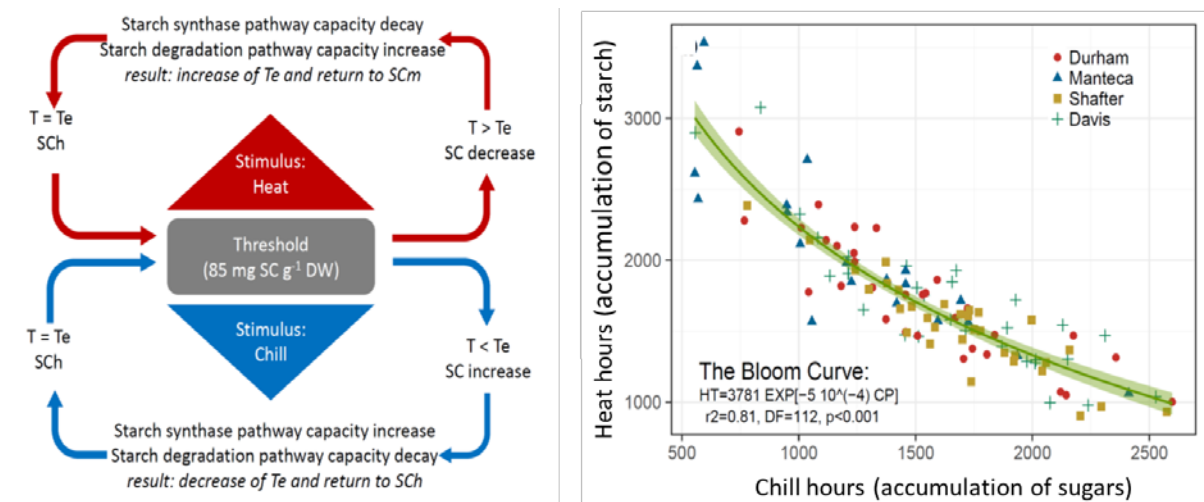 Starch synthase pathway capacity decay
Starch degradation pathway capacity increase
result: increase of Te and return to SCm
T = Te
SCh
Stimulus:
Heat
T > Te
SC decrease
Threshold
(85 mg SC g⁻¹ DW)
T = Te
SCh
Stimulus:
Chill
T < Te
SC increase
Starch synthase pathway capacity increase
Starch degradation pathway capacity decay
result: decrease of Te and return to SCh
Heat hours (accumulation of starch)
3000
2000
1000
Durham
Manteca
Shafter
Davis
The Bloom Curve:
HT=3781 EXP[−5 10^(−4) CP]
r2=0.81, DF=112, p<0.001
500
1000
1500
2000
2500
Chill hours (accumulation of sugars)